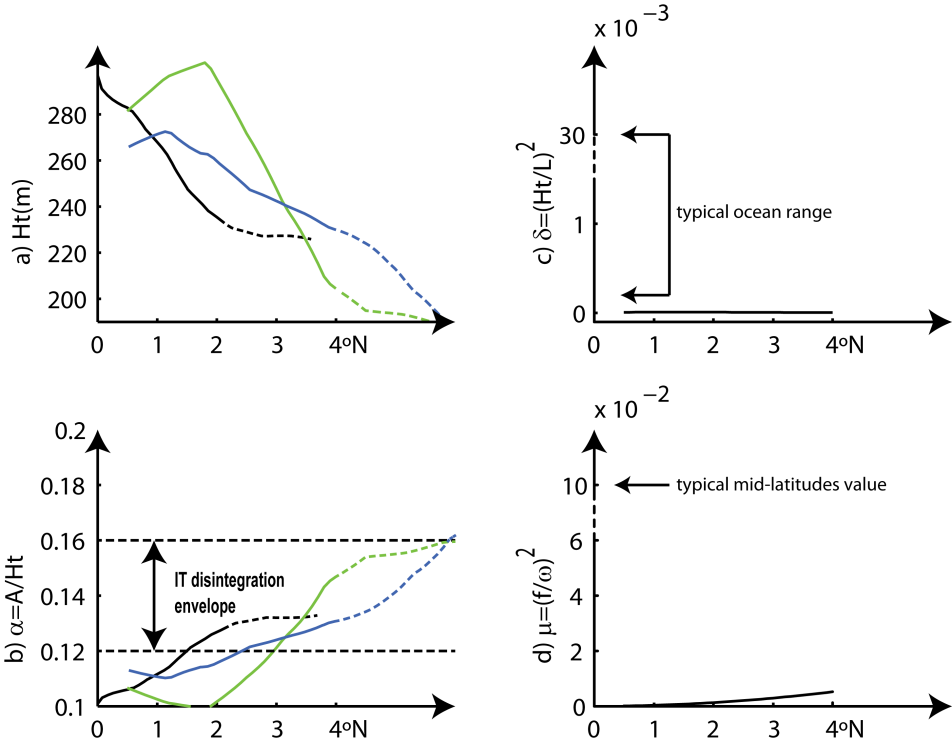 a) Ht(m)
280
260
240
220
200
0 1 2 3 4ºN
x 10 −3
c) δ=(Ht/L)2
30
1
0
typical ocean range
0 1 2 3 4ºN
b) α=A/Ht
0.2
0.18
0.16
0.14
0.12
0.1
IT disintegration
envelope
0 1 2 3 4ºN
x 10 −2
d) μ=(f/ω)2
10
6
4
2
0
typical mid-latitudes value
0 1 2 3 4ºN